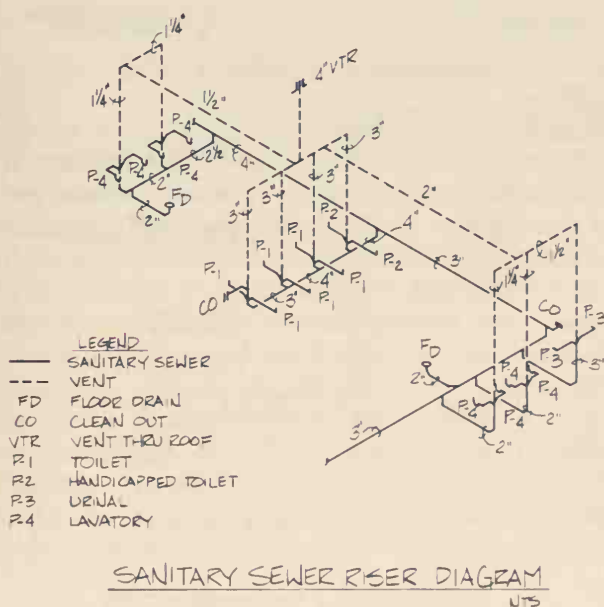 1¼"
1¼"
4" VTR
1½"
P-4
P-4
P-4
P-4
2"
2½
4"
FD
2"
3"
3"
3"
3"
P-2
P-2
2"
4"
3"
P-1
P-1
P-1
P-1
P-1
P-1
CO
3"
4"
1½"
1¼"
CO
P-3
P-3
3"
FD
2"
P-4
P-4
P-4
P-4
2"
2"
3"
LEGEND
SANITARY SEWER
VENT
FD FLOOR DRAIN
CO CLEAN OUT
VTR VENT THRU ROOF
P-1 TOILET
P-2 HANDICAPPED TOILET
P-3 URINAL
P-4 LAVATORY
SANITARY SEWER RISER DIAGRAM
NTS